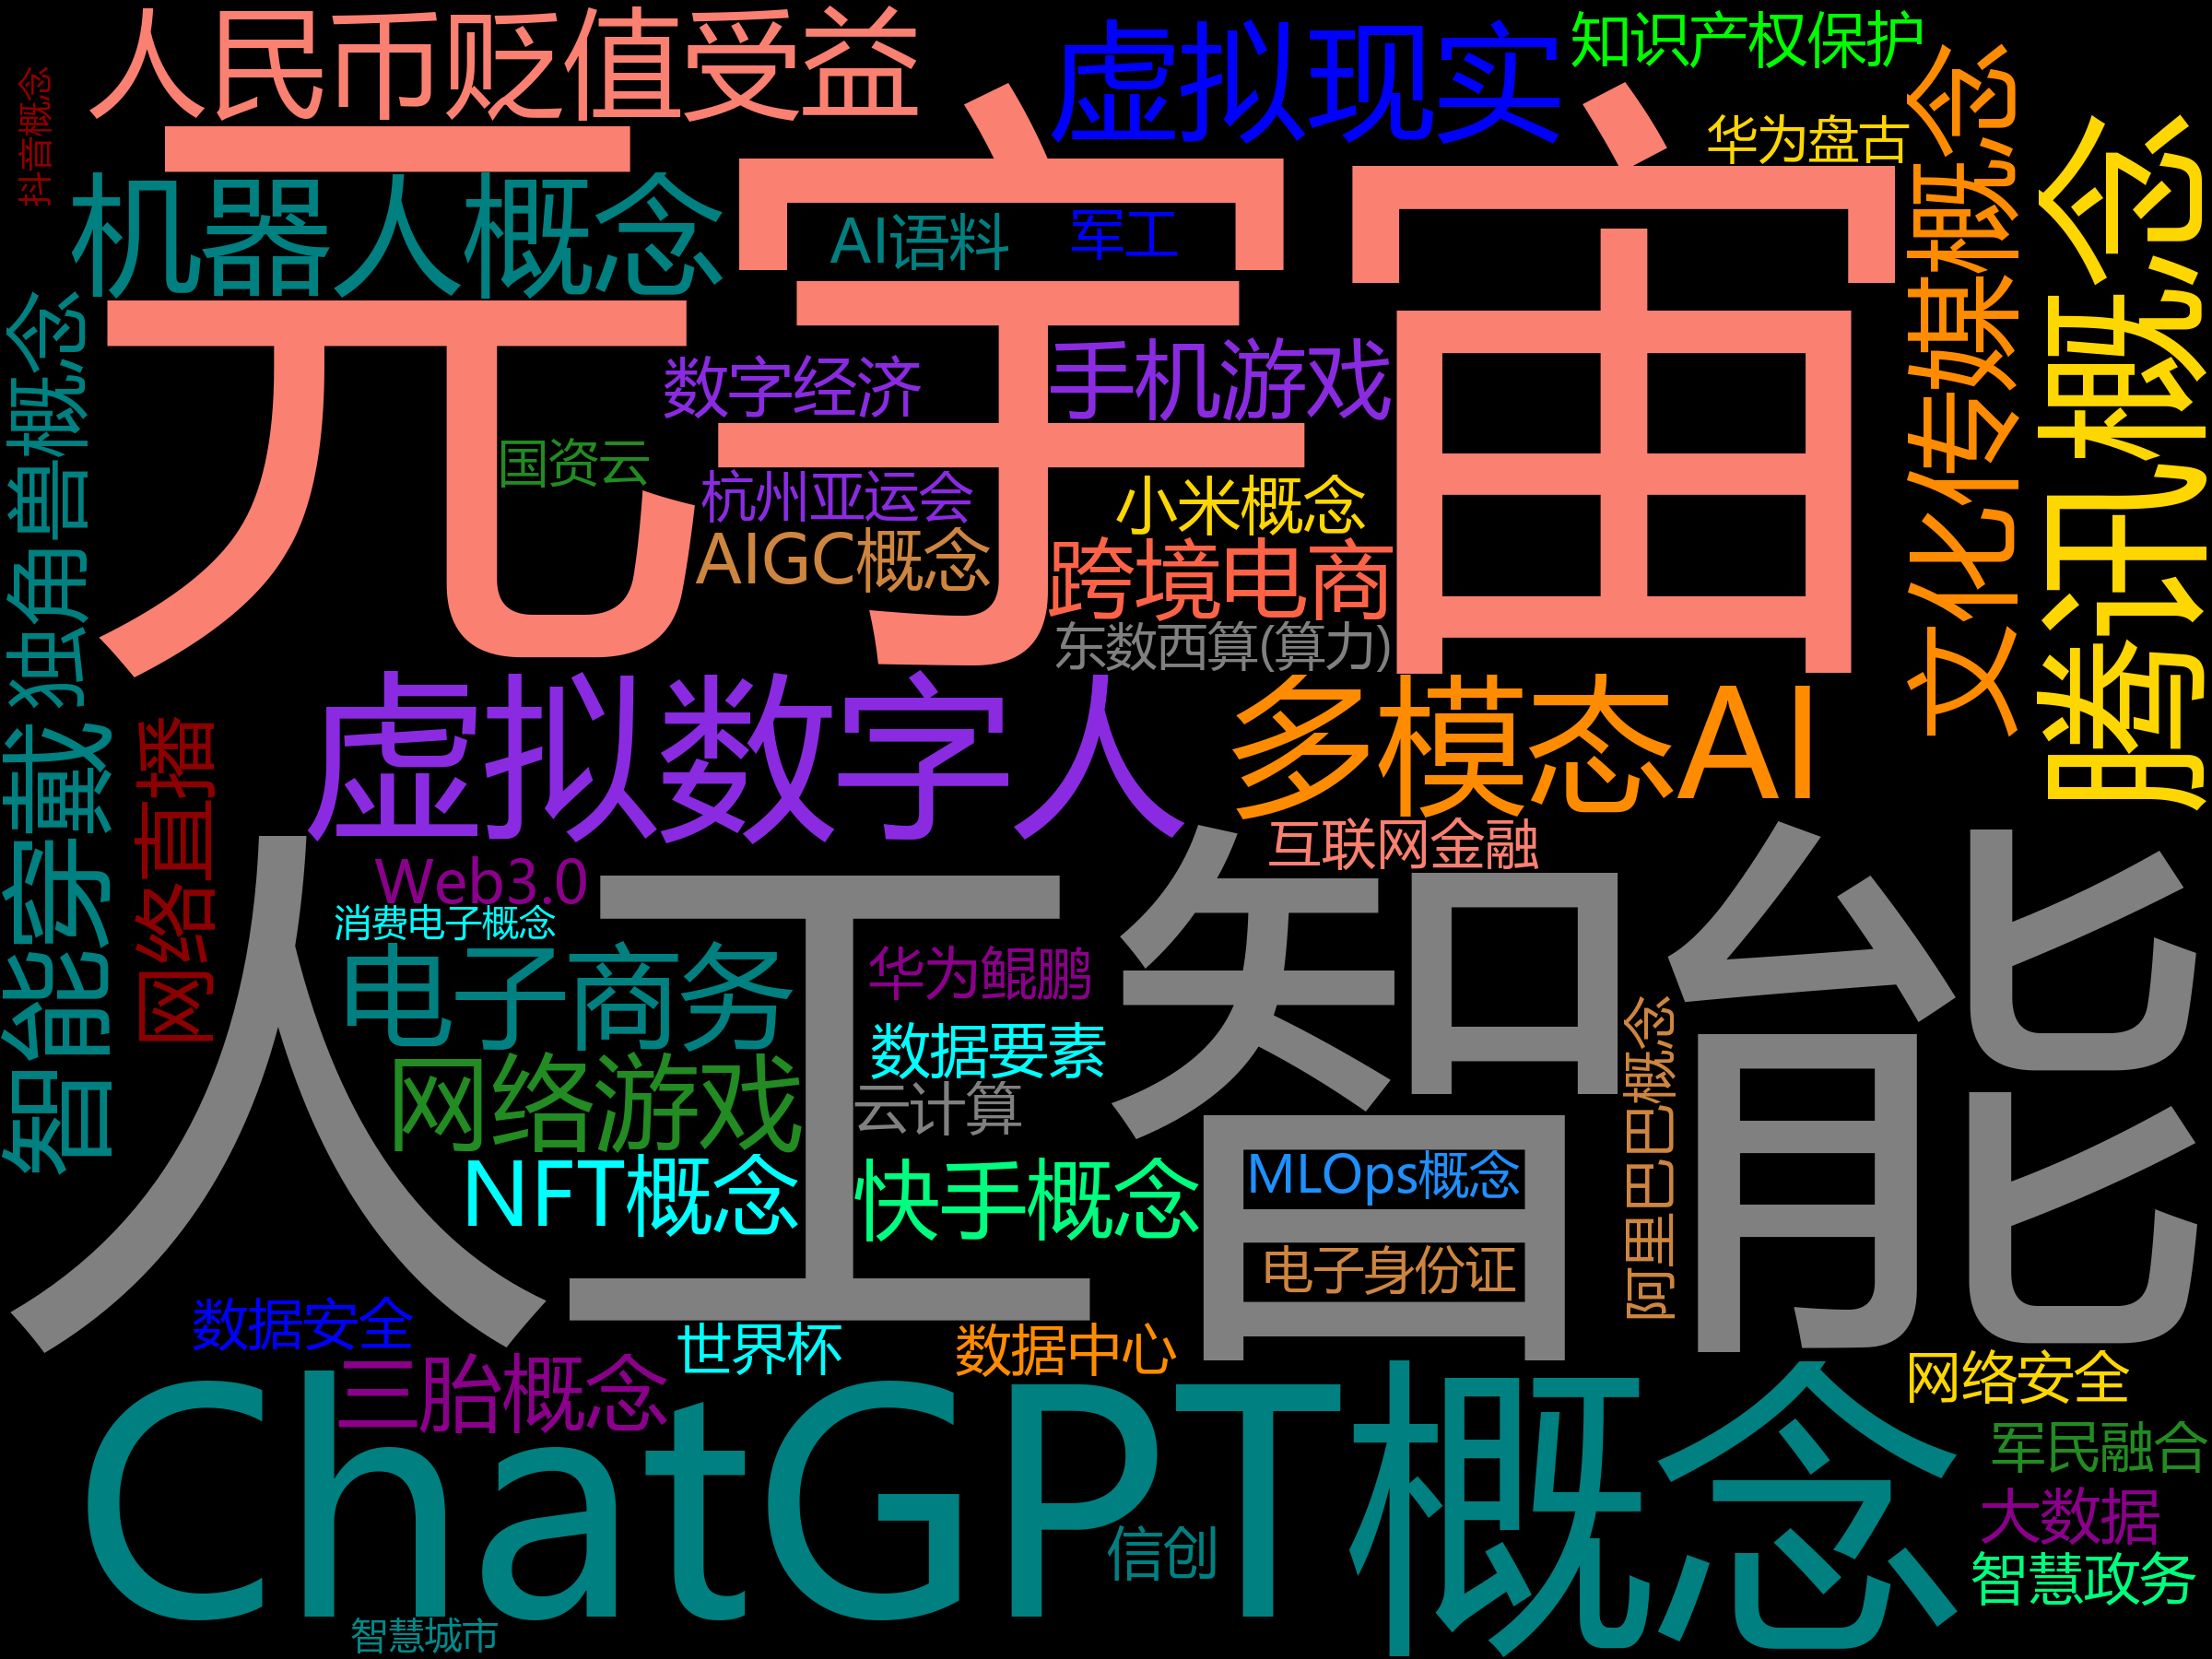 人民币贬值受益
虚拟现实
知识产权保护
抖音概念
元宇宙
华为盘古
文化传媒概念
腾讯概念
机器人概念
AI语料
军工
独角兽概念
数字经济
手机游戏
国资云
杭州亚运会
小米概念
AIGC概念
跨境电商
东数西算(算力)
虚拟数字人
多模态AI
智能穿戴
网络直播
互联网金融
Web3.0
人工智能
消费电子概念
电子商务
华为鲲鹏
数据要素
阿里巴巴概念
网络游戏
云计算
NFT概念
快手概念
MLOps概念
电子身份证
数据安全
世界杯
数据中心
三胎概念
网络安全
ChatGPT概念
军民融合
大数据
信创
智慧政务
智慧城市